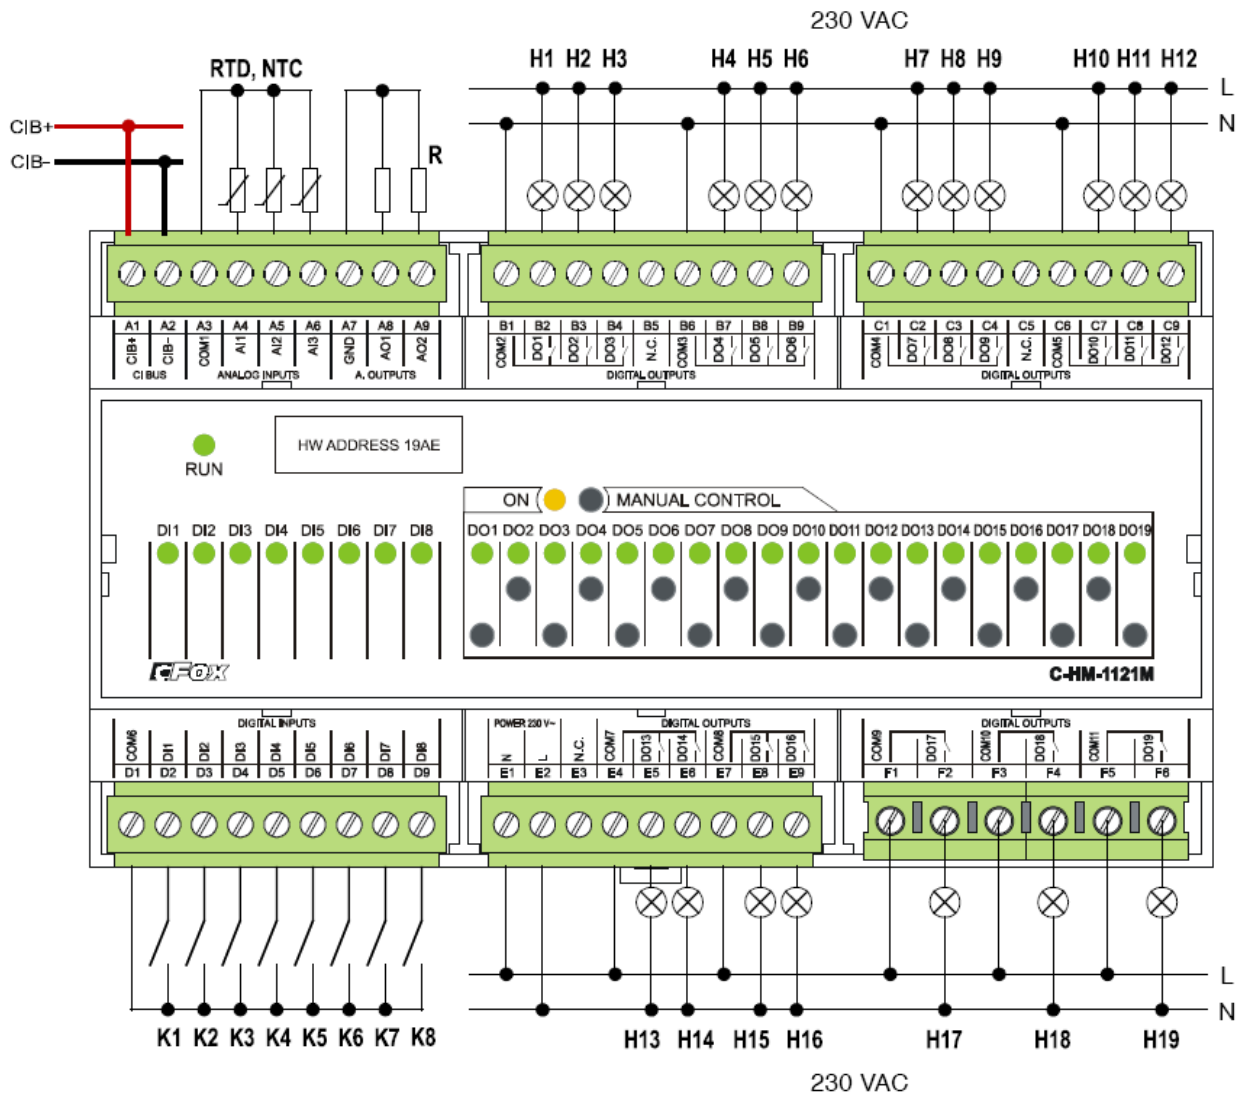 230 VAC
H1 H2 H3 H4 H5 H6 H7 H8 H9 H10 H11 H12
RTD, NTC
L
CIB+
N
CIB-
R
A1 A2 A3 A4 A5 A6 A7 A8 A9
CIB+ CIB- COM1 AI1 AI2 AI3 GND AO1 AO2
CI BUS ANALOG INPUTS A. OUTPUTS
B1 B2 B3 B4 B5 B6 B7 B8 B9
COM2 DO1 DO2 DO3 N.C. COM3 DO4 DO5 DO6
DIGITAL OUTPUTS
C1 C2 C3 C4 C5 C6 C7 C8 C9
COM4 DO7 DO8 DO9 N.C. COM5 DO10 DO11 DO12
DIGITAL OUTPUTS
RUN
HW ADDRESS 19AE
ON MANUAL CONTROL
DI1 DI2 DI3 DI4 DI5 DI6 DI7 DI8
DO1 DO2 DO3 DO4 DO5 DO6 DO7 DO8 DO9 DO10 DO11 DO12 DO13 DO14 DO15 DO16 DO17 DO18 DO19
CFOX
C-HM-1121M
DIGITAL INPUTS
COM6 DI1 DI2 DI3 DI4 DI5 DI6 DI7 DI8
D1 D2 D3 D4 D5 D6 D7 D8 D9
POWER 230 V~ DIGITAL OUTPUTS
N L N.C. COM7 DO13 DO14 COM8 DO15 DO16
E1 E2 E3 E4 E5 E6 E7 E8 E9
DIGITAL OUTPUTS
COM9 DO17 COM10 DO18 COM11 DO19
F1 F2 F3 F4 F5 F6
L
N
K1 K2 K3 K4 K5 K6 K7 K8
H13 H14 H15 H16 H17 H18 H19
230 VAC